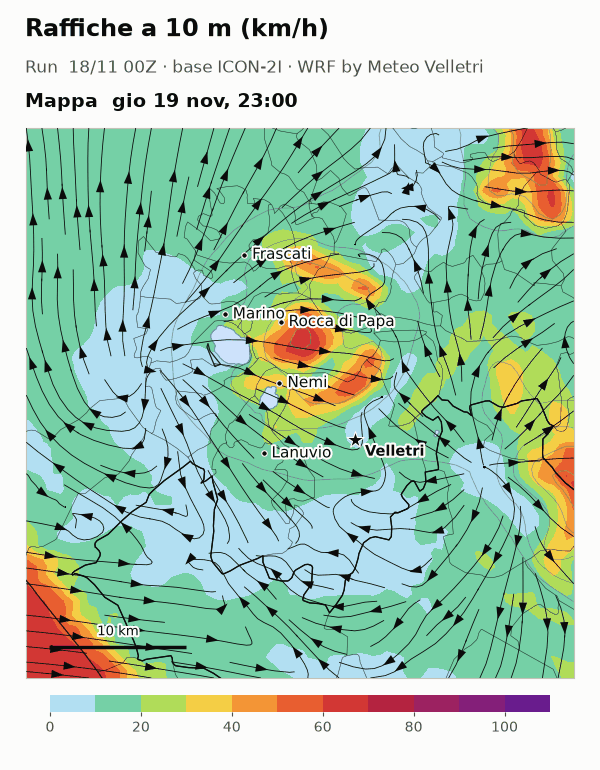 Raffiche a 10 m (km/h)
Run 18/11 00Z · base ICON-2I · WRF by Meteo Velletri
Mappa gio 19 nov, 23:00
Frascati
Marino
Rocca di Papa
Nemi
Velletri
Lanuvio
10 km
0 20 40 60 80 100